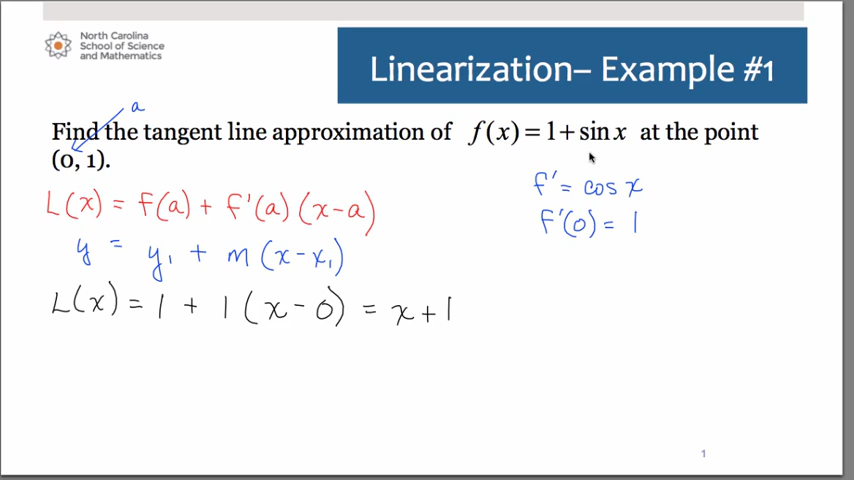 North Carolina
School of Science
and Mathematics
Linearization– Example #1
a
Find the tangent line approximation of f(x) = 1 + sin x at the point
(0, 1).
f' = cos x
L(x) = f(a) + f'(a) (x-a)
f'(0) = 1
y = y₁ + m (x-x₁)
L(x) = 1 + 1 (x-0) = x+1
1